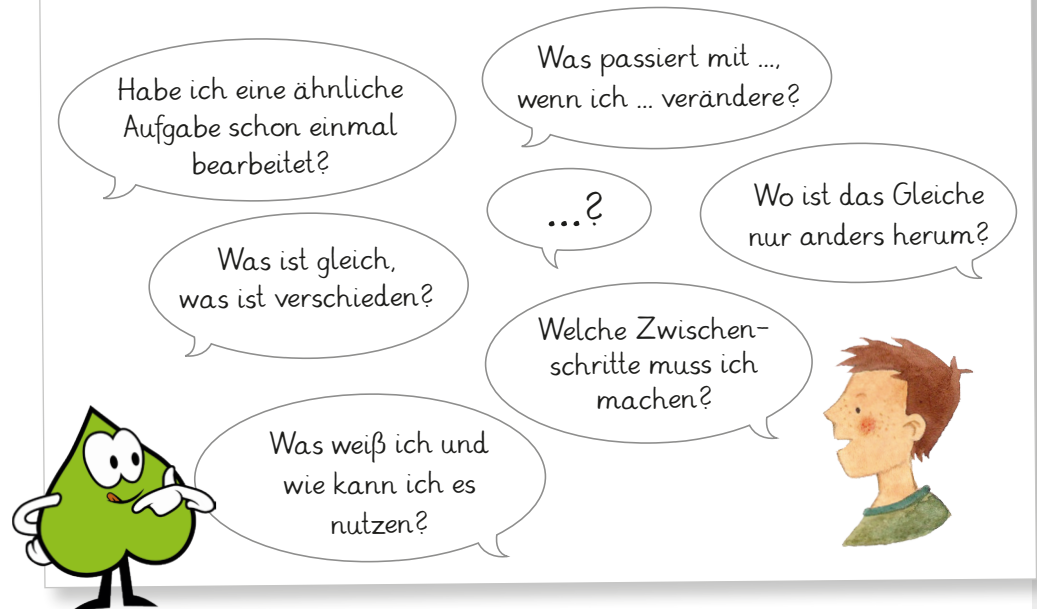 Habe ich eine ähnliche
Aufgabe schon einmal
bearbeitet?
Was passiert mit ...,
wenn ich ... verändere?
...?
Wo ist das Gleiche
nur anders herum?
Was ist gleich,
was ist verschieden?
Welche Zwischen-
schritte muss ich
machen?
Was weiß ich und
wie kann ich es
nutzen?